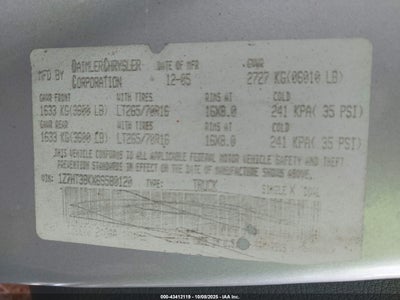 MFD BY DAIMLERCHRYSLER CORPORATION DATE OF MFR 12-05 GVWR 2727 KG(06010 LB)
GAWR FRONT WITH TIRES RIMS AT COLD
1633 KG(3600 LB) LT265/70R16 16X8.0 241 KPA( 35 PSI)
GAWR REAR WITH TIRES RIMS AT COLD
1633 KG(3600 LB) LT265/70R16 16X8.0 241 KPA( 35 PSI)
THIS VEHICLE CONFORMS TO ALL APPLICABLE FEDERAL MOTOR VEHICLE SAFETY AND THEFT
PREVENTION STANDARDS IN EFFECT ON THE DATE OF MANUFACTURE SHOWN ABOVE.
VIN: TYPE: TRUCK SINGLE X DUAL
000-43412119 - 10/08/2025 - IAA Inc.